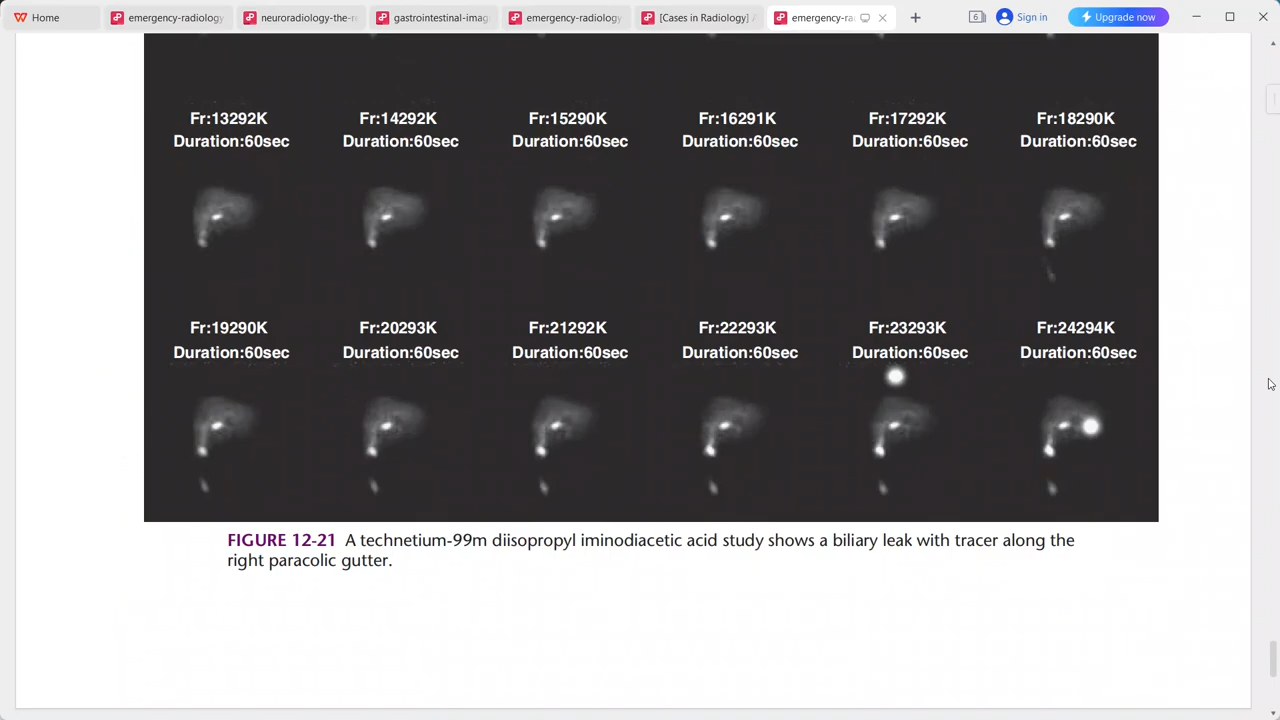 Home
emergency-radiology
neuroradiology-the-r
gastrointestinal-imag
emergency-radiology
[Cases in Radiology]
emergency-ra
6
Sign in
Upgrade now
Fr:13292K Fr:14292K Fr:15290K Fr:16291K Fr:17292K Fr:18290K
Duration:60sec Duration:60sec Duration:60sec Duration:60sec Duration:60sec Duration:60sec
Fr:19290K Fr:20293K Fr:21292K Fr:22293K Fr:23293K Fr:24294K
Duration:60sec Duration:60sec Duration:60sec Duration:60sec Duration:60sec Duration:60sec
FIGURE 12-21 A technetium-99m diisopropyl iminodiacetic acid study shows a biliary leak with tracer along the
right paracolic gutter.